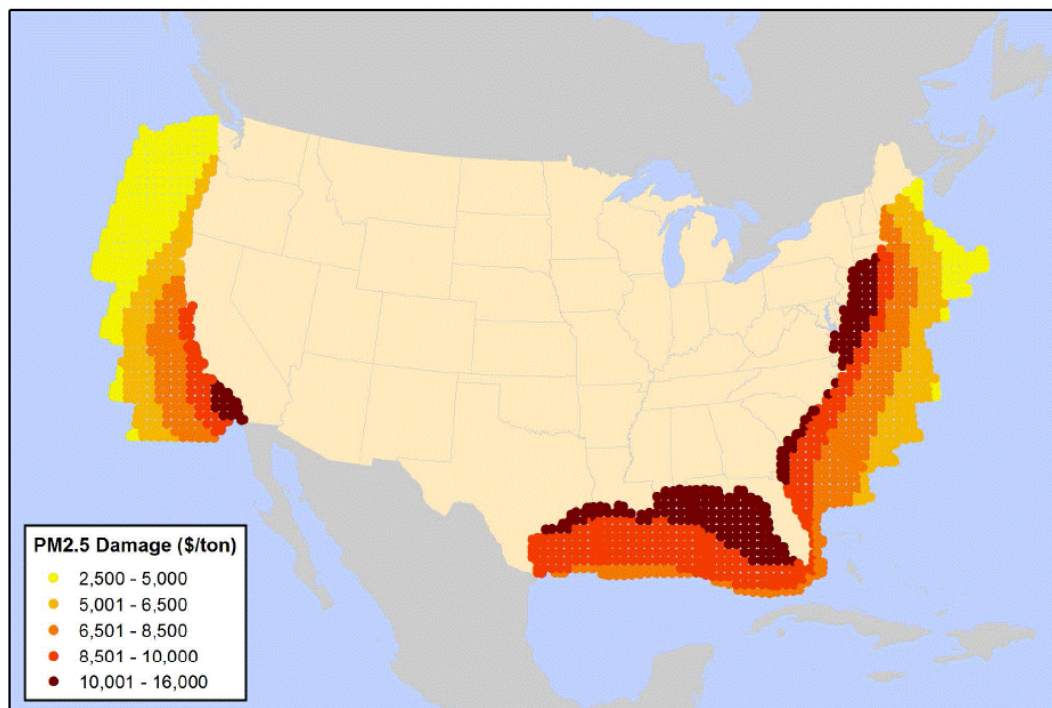 PM2.5 Damage ($/ton)
2,500 - 5,000
5,001 - 6,500
6,501 - 8,500
8,501 - 10,000
10,001 - 16,000